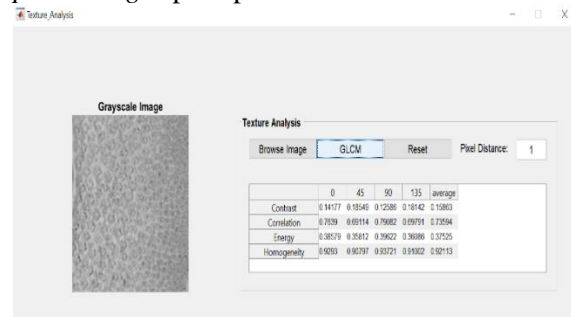 Texture_Analysis
Grayscale Image
Texture Analysis
Browse Image GLCM Reset Pixel Distance: 1
0 45 90 135 average
Contrast 0.14177 0.18549 0.12586 0.18142 0.15863
Correlation 0.7639 0.69114 0.79082 0.69791 0.73594
Energy 0.38579 0.35812 0.39622 0.36086 0.37525
Homogeneity 0.9293 0.90797 0.93721 0.91002 0.92113